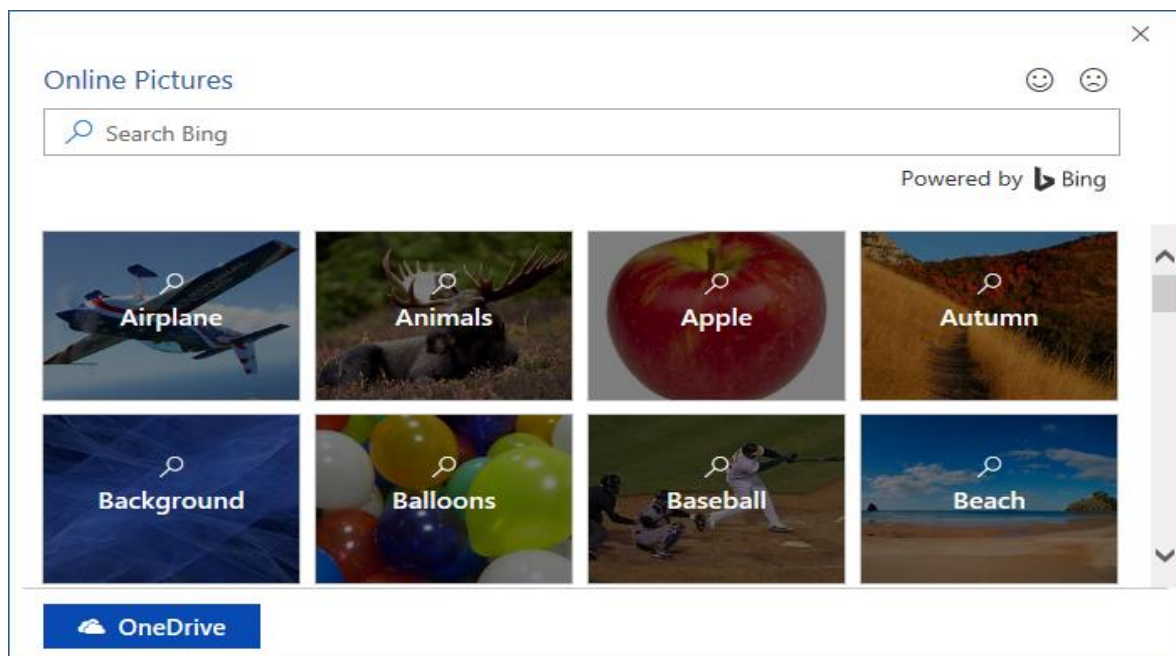 Online Pictures
Search Bing
Powered by Bing
Airplane Animals Apple Autumn
Background Balloons Baseball Beach
OneDrive